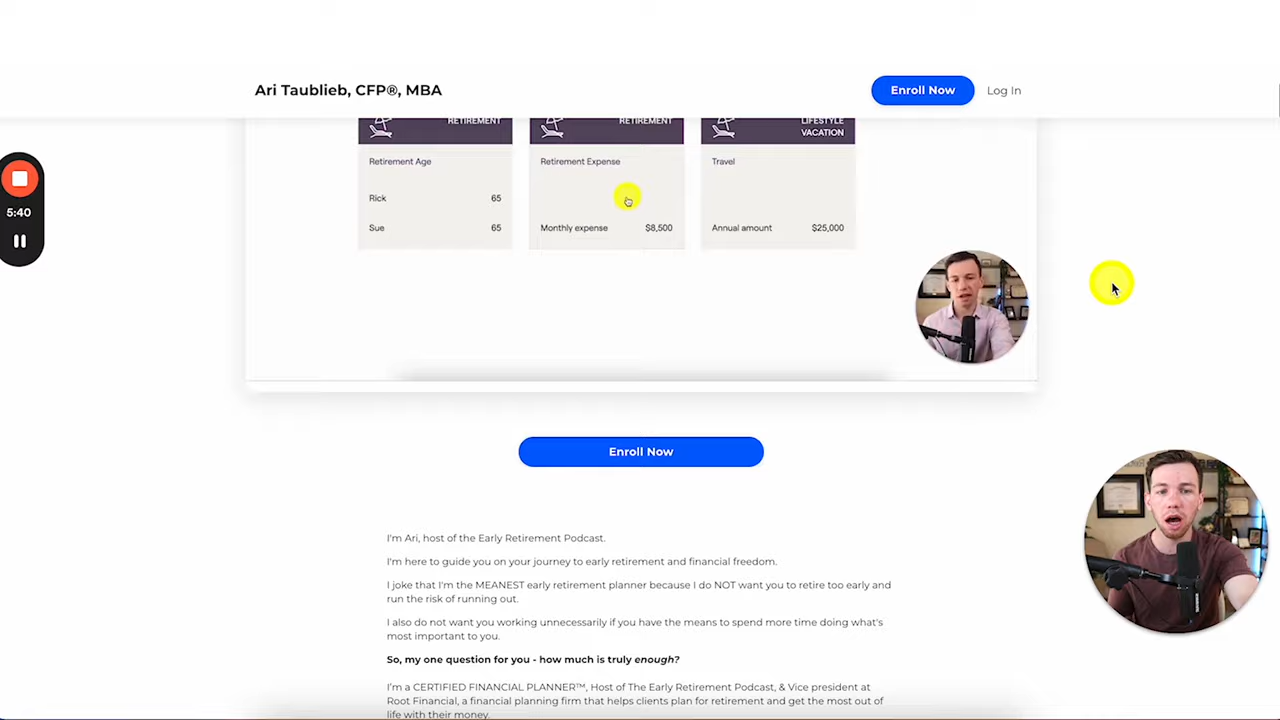 Ari Taublieb, CFP®, MBA
Enroll Now
Log In
RETIREMENT
RETIREMENT
LIFESTYLE
VACATION
Retirement Age
Retirement Expense
Travel
Rick 65
Sue 65
Monthly expense $8,500
Annual amount $25,000
5:40
Enroll Now
I'm Ari, host of the Early Retirement Podcast.
I'm here to guide you on your journey to early retirement and financial freedom.
I joke that I'm the MEANEST early retirement planner because I do NOT want you to retire too early and
run the risk of running out.
I also do not want you working unnecessarily if you have the means to spend more time doing what's
most important to you.
So, my one question for you - how much is truly enough?
I'm a CERTIFIED FINANCIAL PLANNER™, Host of The Early Retirement Podcast, & Vice president at
Root Financial, a financial planning firm that helps clients plan for retirement and get the most out of
life with their money.